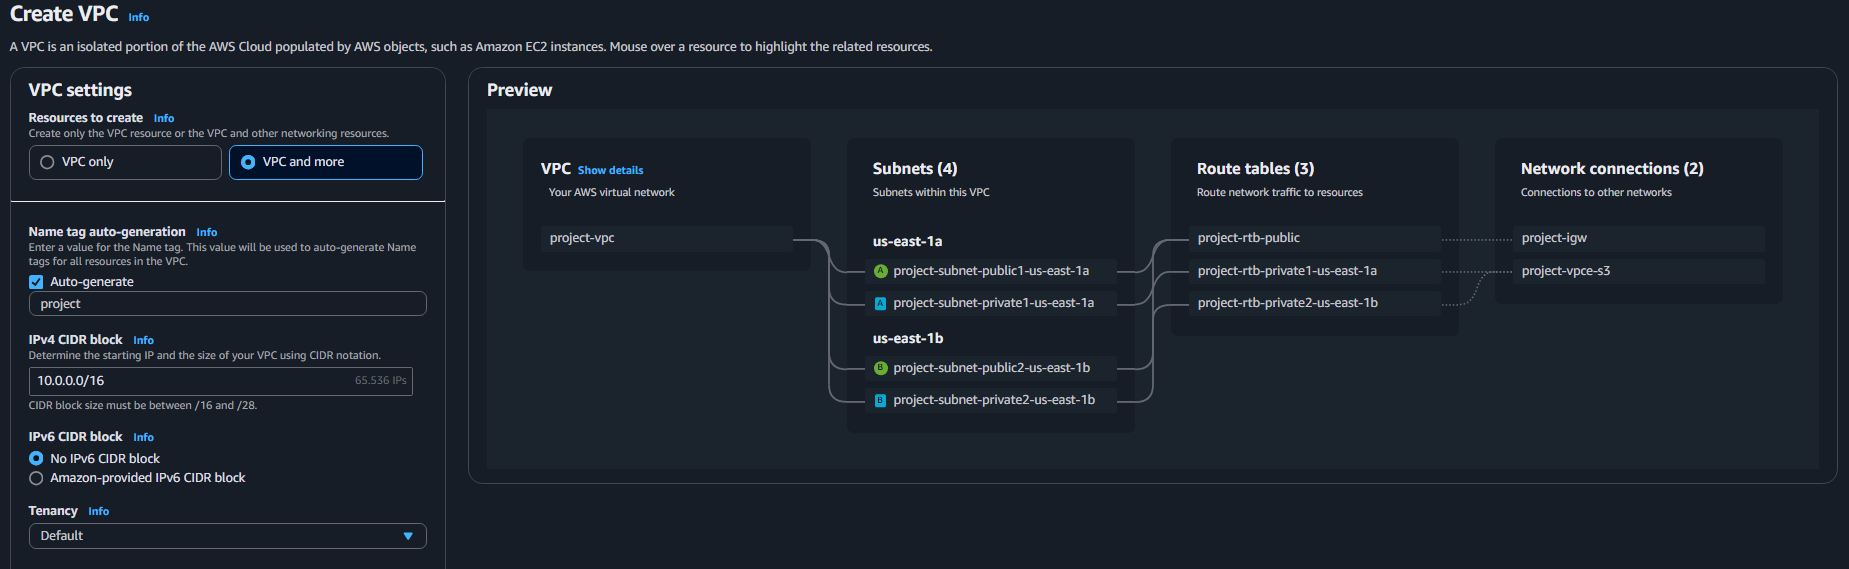 Create VPC Info
A VPC is an isolated portion of the AWS Cloud populated by AWS objects, such as Amazon EC2 instances. Mouse over a resource to highlight the related resources.
VPC settings
Resources to create Info
Create only the VPC resource or the VPC and other networking resources.
VPC only
VPC and more
Name tag auto-generation Info
Enter a value for the Name tag. This value will be used to auto-generate Name
tags for all resources in the VPC.
Auto-generate
project
IPv4 CIDR block Info
Determine the starting IP and the size of your VPC using CIDR notation.
10.0.0.0/16 65.536 IPs
CIDR block size must be between /16 and /28.
IPv6 CIDR block Info
No IPv6 CIDR block
Amazon-provided IPv6 CIDR block
Tenancy Info
Default
Preview
VPC Show details
Your AWS virtual network
project-vpc
Subnets (4)
Subnets within this VPC
us-east-1a
A project-subnet-public1-us-east-1a
A project-subnet-private1-us-east-1a
us-east-1b
B project-subnet-public2-us-east-1b
B project-subnet-private2-us-east-1b
Route tables (3)
Route network traffic to resources
project-rtb-public
project-rtb-private1-us-east-1a
project-rtb-private2-us-east-1b
Network connections (2)
Connections to other networks
project-igw
project-vpce-s3